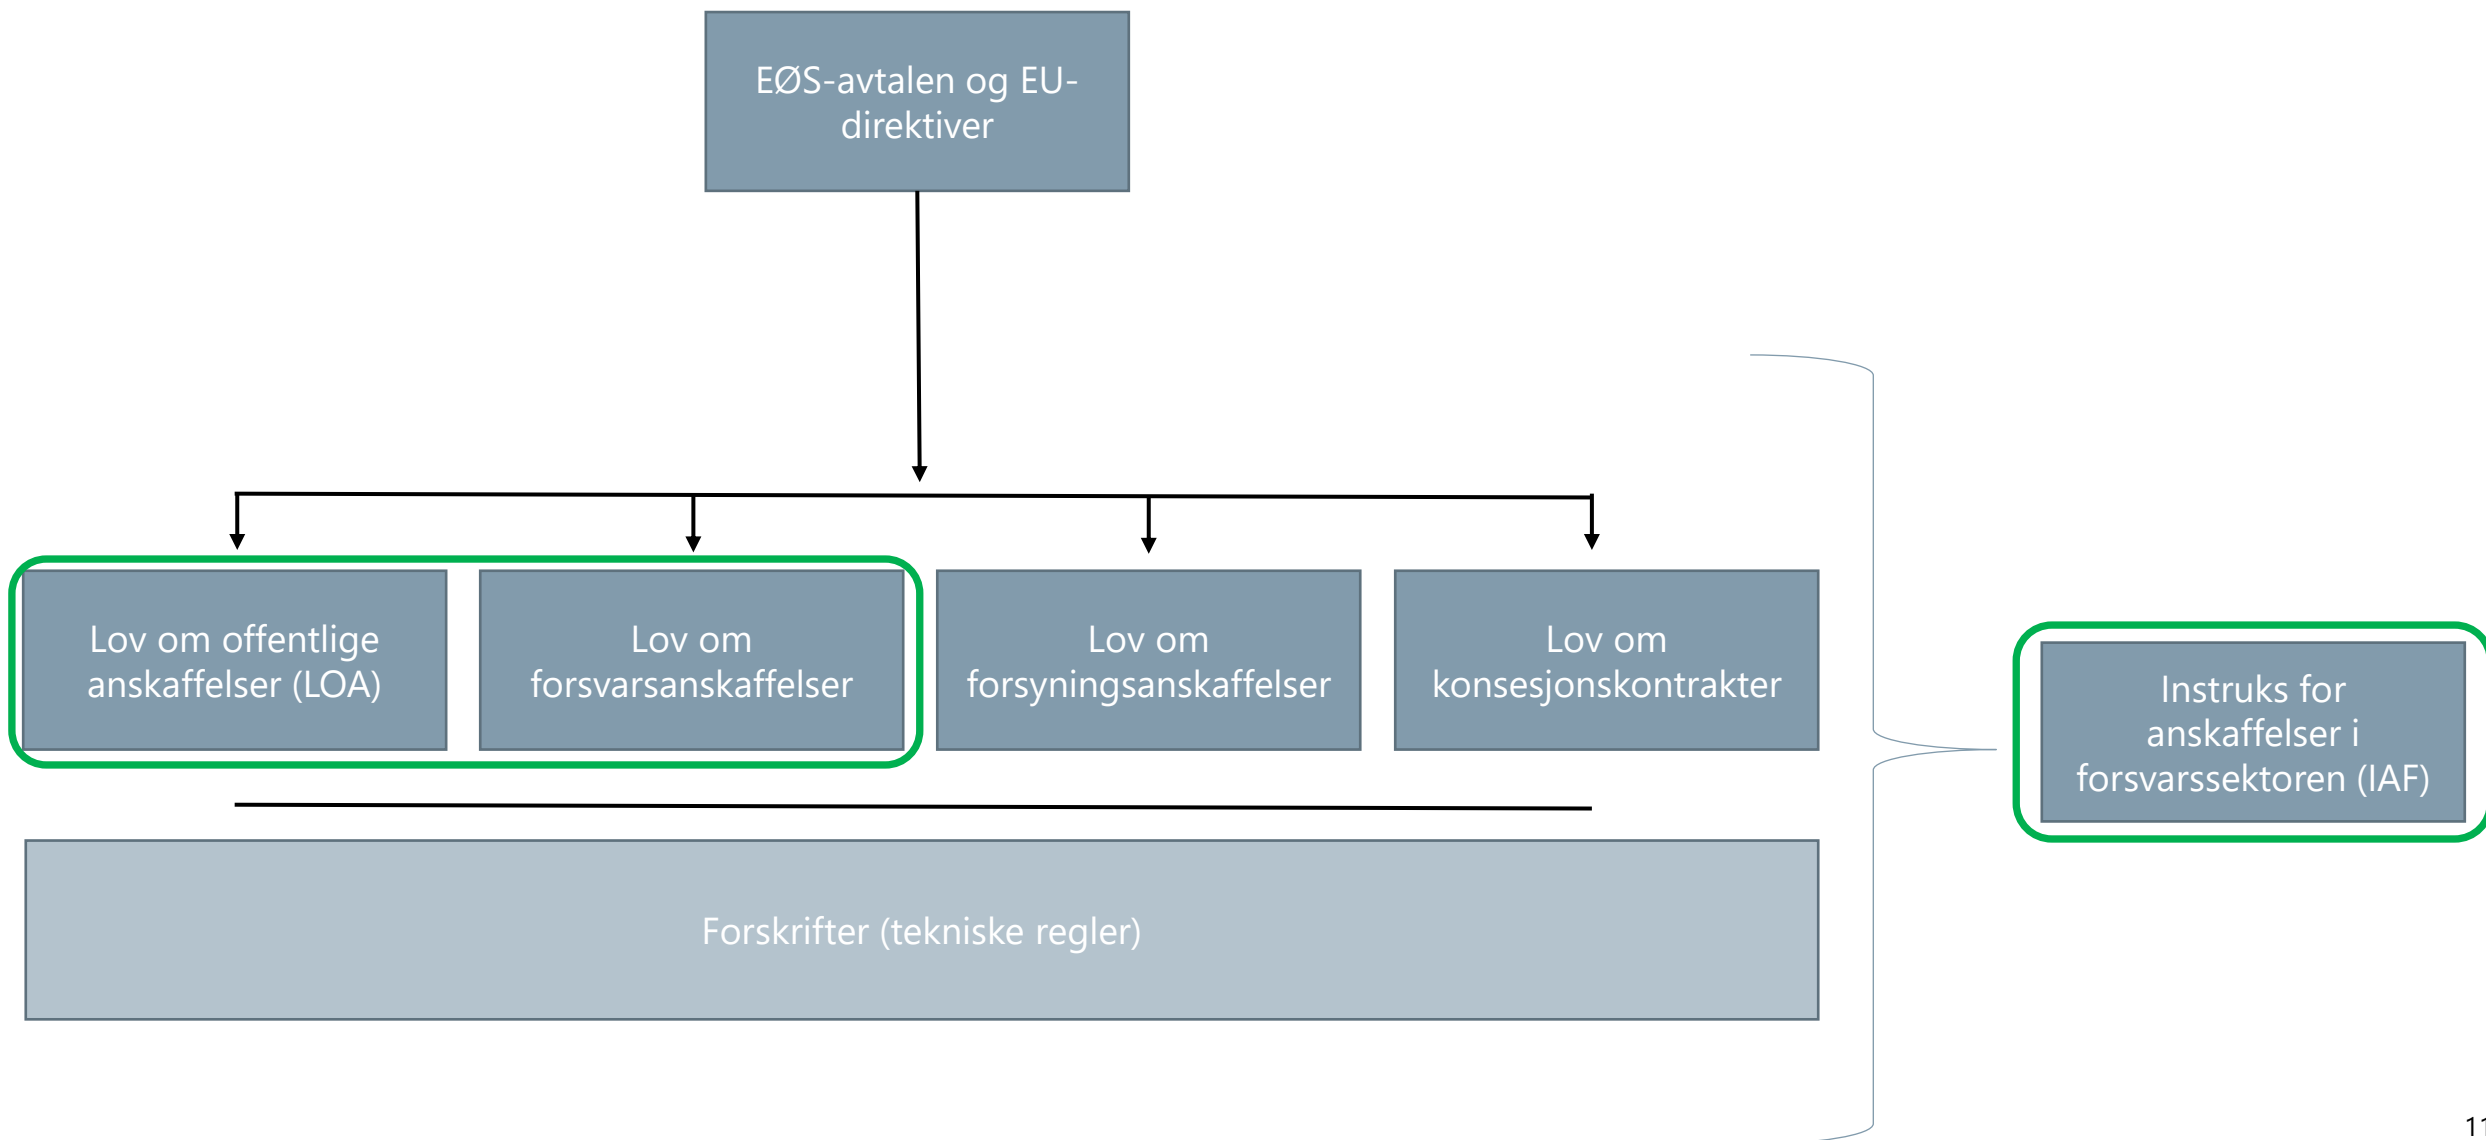 EØS-avtalen og EU-
direktiver
Lov om offentlige
anskaffelser (LOA)
Lov om
forsvarsanskaffelser
Lov om
forsyningsanskaffelser
Lov om
konsesjonskontrakter
Instruks for
anskaffelser i
forsvarssektoren (IAF)
Forskrifter (tekniske regler)
11